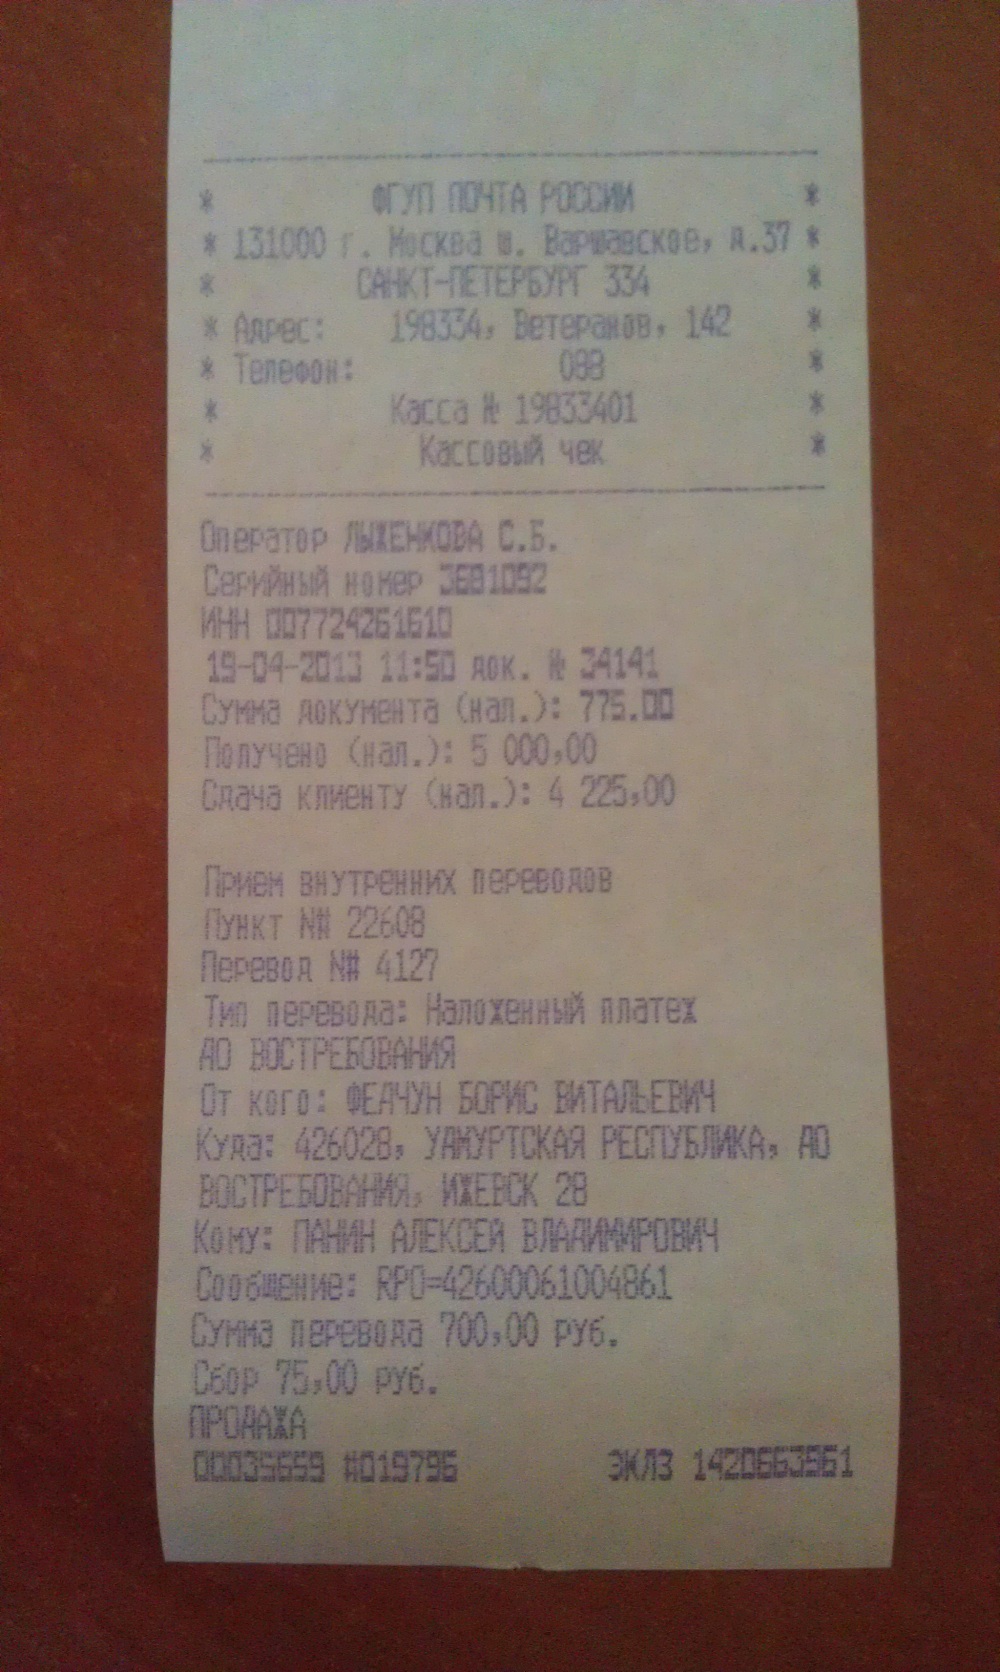 * ФГУП ПОЧТА РОССИИ *
* 131000 г. Москва ш. Варшавское, д.37 *
* САНКТ-ПЕТЕРБУРГ 334 *
* Адрес: 198334, Ветеранов, 142 *
* Телефон: 088 *
* Касса № 19833401 *
* Кассовый чек *
Оператор ЛЫЖЕНКОВА С.Б.
Серийный номер 3681092
ИНН 007724261610
19-04-2013 11:50 док. № 34141
Сумма документа (нал.): 775.00
Получено (нал.): 5 000,00
Сдача клиенту (нал.): 4 225,00
Прием внутренних переводов
Пункт N# 22608
Перевод N# 4127
Тип перевода: Наложенный платеж
ДО ВОСТРЕБОВАНИЯ
От кого: ФЕДЧУН БОРИС ВИТАЛЬЕВИЧ
Куда: 426028, УДМУРТСКАЯ РЕСПУБЛИКА, ДО
ВОСТРЕБОВАНИЯ, ИЖЕВСК 28
Кому: ПАНИН АЛЕКСЕЙ ВЛАДИМИРОВИЧ
Сообщение: RPO=42600061004861
Сумма перевода 700,00 руб.
Сбор 75,00 руб.
ПРОДАЖА
00035659 #019796 ЭКЛЗ 1420663961